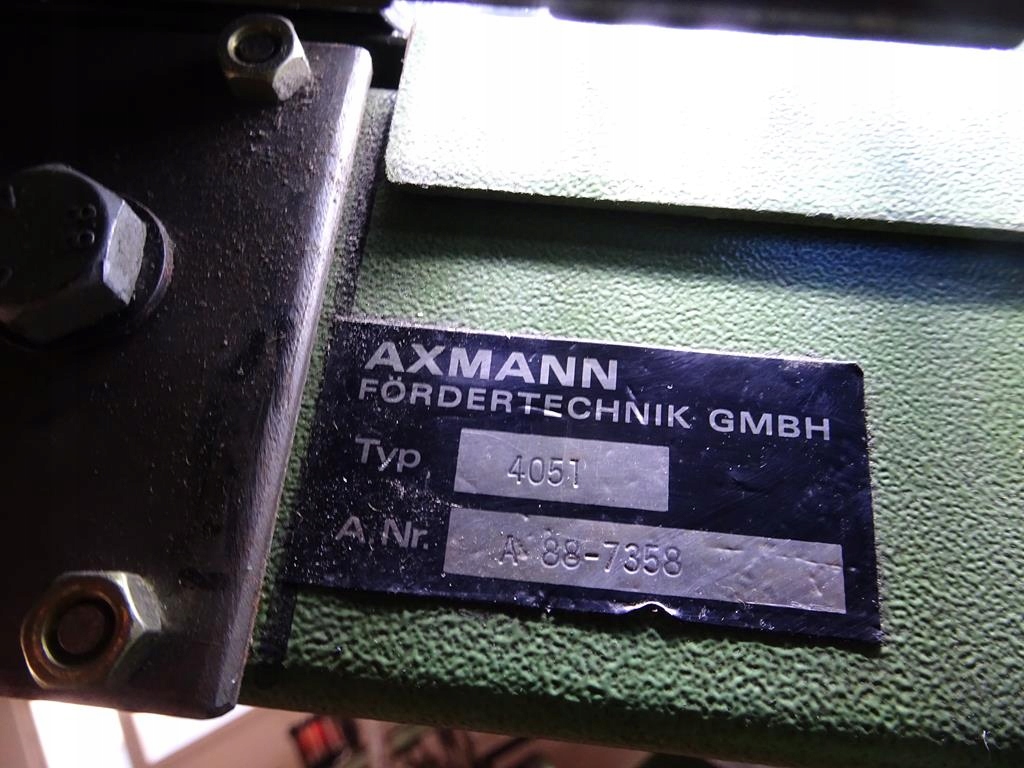 AXMANN
FÖRDERTECHNIK GMBH
Typ 4051
A.Nr. A 88-7358